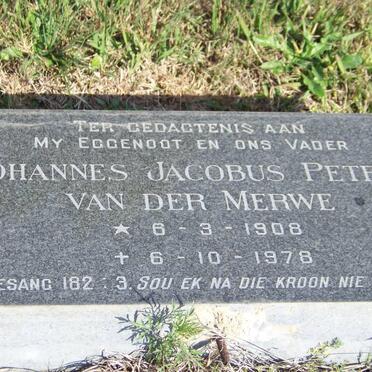 TER GEDAGTENIS AAN
MY EGGENOOT EN ONS VADER
OHANNES JACOBUS PETR
VAN DER MERWE
★ 6 - 3 - 1908
✝ 6 - 10 - 1978
ESANG 182 : 3. SOU EK NA DIE KROON NIE